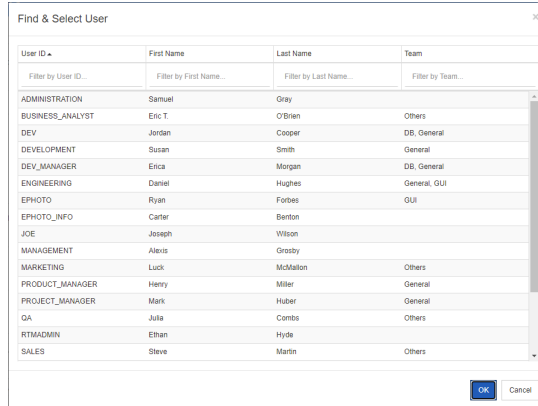 Find & Select User ×
User ID First Name Last Name Team
Filter by User ID... Filter by First Name... Filter by Last Name... Filter by Team...
ADMINISTRATION Samuel Gray
BUSINESS_ANALYST Eric T. O'Brien Others
DEV Jordan Cooper DB, General
DEVELOPMENT Susan Smith General
DEV_MANAGER Erica Morgan DB, General
ENGINEERING Daniel Hughes General, GUI
EPHOTO Ryan Forbes GUI
EPHOTO_INFO Carter Benton
JOE Joseph Wilson
MANAGEMENT Alexis Grosby
MARKETING Luck McMallon Others
PRODUCT_MANAGER Henry Miller General
PROJECT_MANAGER Mark Huber General
QA Julia Combs Others
RTMADMIN Ethan Hyde
SALES Steve Martin Others
OK Cancel